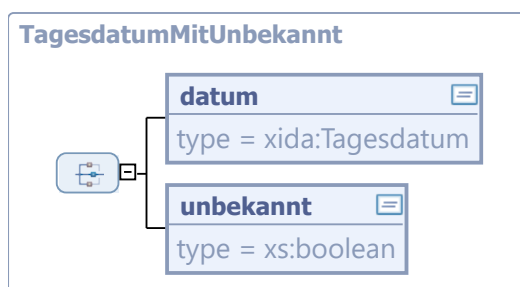 TagesdatumMitUnbekannt
datum
type = xida:Tagesdatum
unbekannt
type = xs:boolean